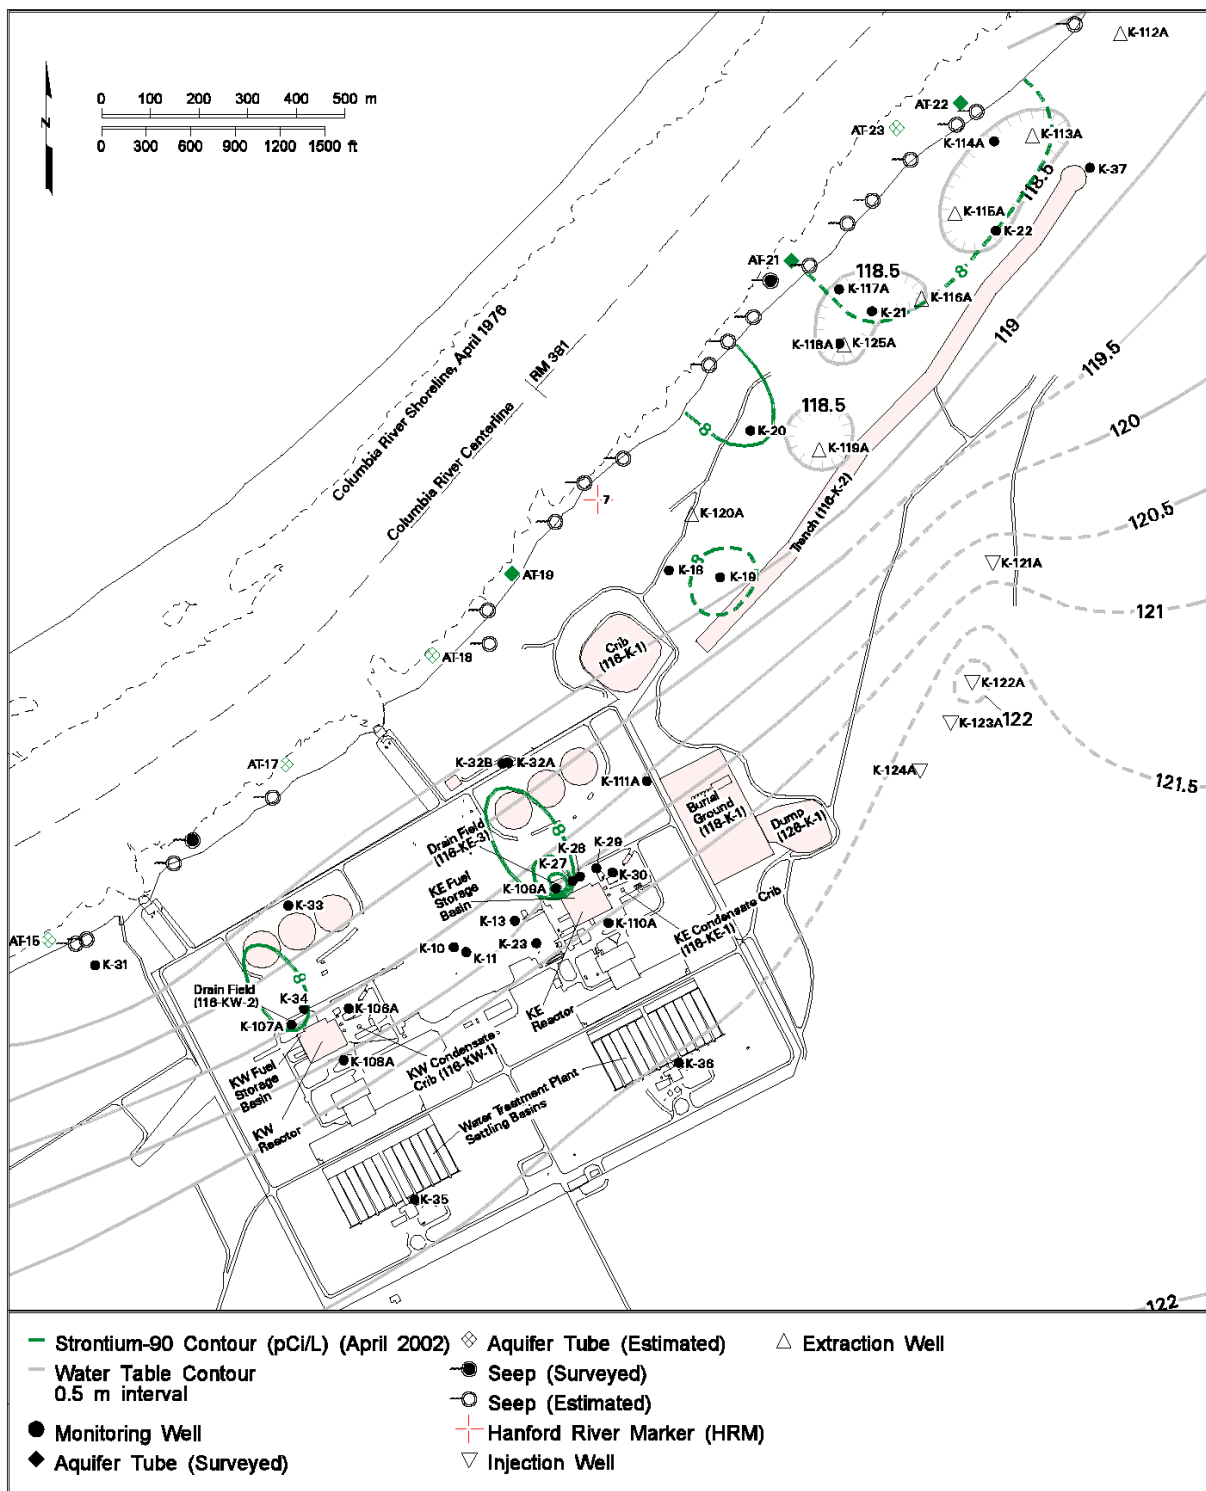 K-112A
0 100 200 300 400 500 m
N
0 300 600 900 1200 1500 ft
AT-22
AT-23
K-114A
K-113A
K-37
118.5
K-115A
K-22
Columbia River Shoreline, April 1976
AT-21
118.5
8
K-117A
K-116A
K-21
119
RM 381
K-118A
K-125A
119.5
Columbia River Centerline
118.5
120
8
K-20
K-119A
Trench (116-K-2)
7
K-120A
120.5
K-121A
AT-19
K-18
8
K-19
121
AT-18
Crib
(116-K-1)
K-122A
122
K-123A
AT-17
K-32B
K-32A
K-111A
K-124A
121.5
Burial
Ground
(118-K-1)
Dump
(128-K-1)
Drain Field
(116-KE-3)
8
K-28
K-29
K-27
K-30
K-109A
KE Fuel
Storage
Basin
K-33
K-13
K-110A
KE Condensate Crib
(116-KE-1)
AT-15
K-31
K-10
K-11
K-23
Drain Field
(116-KW-2)
8
K-34
K-106A
K-107A
KE
Reactor
K-108A
KW Condensate
Crib (116-KW-1)
KW Fuel
Storage
Basin
K-36
KW
Reactor
Water Treatment Plant
Settling Basins
K-35
122
Strontium-90 Contour (pCi/L) (April 2002)
Water Table Contour
0.5 m interval
Monitoring Well
Aquifer Tube (Surveyed)
Aquifer Tube (Estimated)
Seep (Surveyed)
Seep (Estimated)
Hanford River Marker (HRM)
Injection Well
Extraction Well